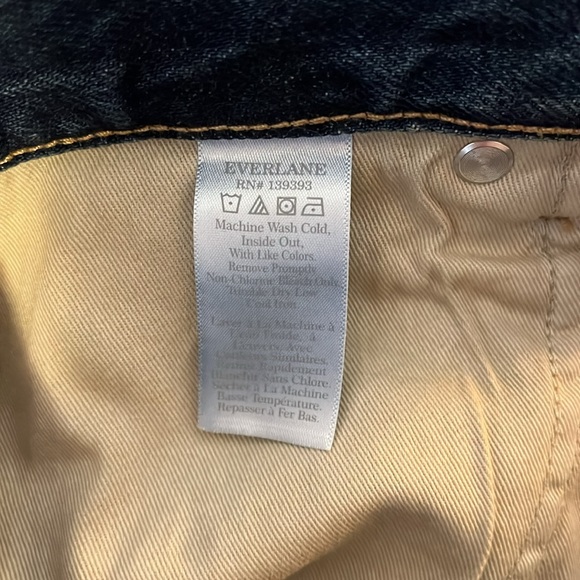 EVERLANE
RN# 139393
Machine Wash Cold,
Inside Out,
With Like Colors.
Remove Promptly
Non-Chlorine Bleach Only
Tumble Dry Low
Cool Iron
Laver à La Machine à
L'eau Froide, à
L'envers, Avec
Couleurs Similaires.
Retirer Rapidement
Blanchir Sans Chlore.
Sécher à La Machine
Basse Température.
Repasser à Fer Bas.